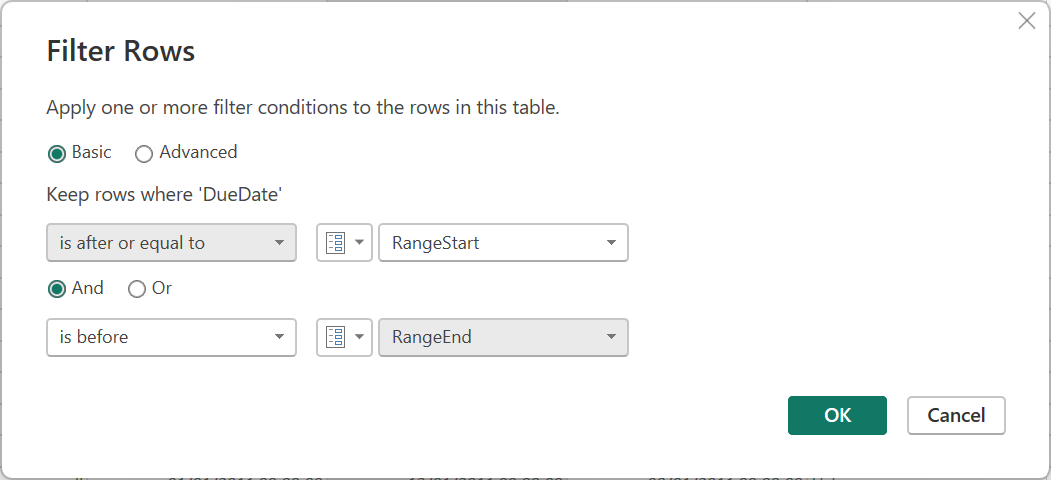 Filter Rows
Apply one or more filter conditions to the rows in this table.
Basic Advanced
Keep rows where 'DueDate'
is after or equal to RangeStart
And Or
is before RangeEnd
OK Cancel